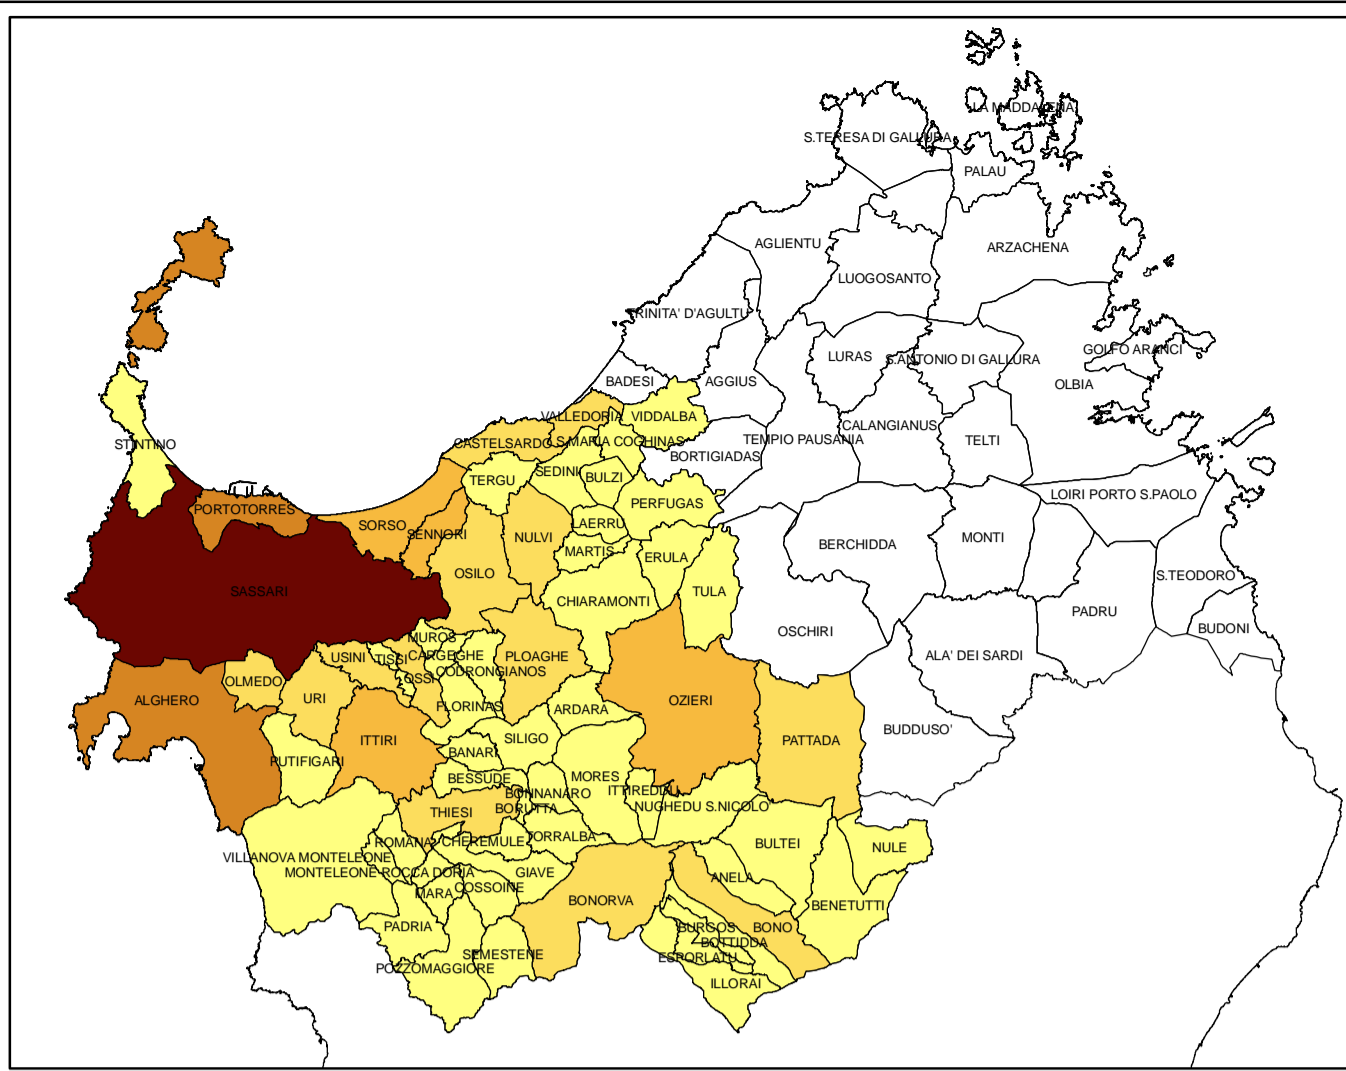 LA MADDALENA
S.TERESA DI GALLURA
PALAU
AGLIENTU
ARZACHENA
LUOGOSANTO
TRINITA' D'AGULTU
GOLFO ARANCI
LURAS
S.ANTONIO DI GALLURA
BADESI
AGGIUS
OLBIA
VALLEDORIA
VIDDALBA
CALANGIANUS
STINTINO
CASTELSARDO
S.MARIA COGHINAS
TEMPIO PAUSANIA
TELTI
BORTIGIADAS
SEDINI
BULZI
TERGU
LOIRI PORTO S.PAOLO
PERFUGAS
PORTOTORRES
SORSO
LAERRU
SENNORI
NULVI
MONTI
BERCHIDDA
MARTIS
ERULA
OSILO
S.TEODORO
SASSARI
TULA
CHIARAMONTI
PADRU
OSCHIRI
BUDONI
MUROS
USINI
TISSI
CARGEGHE
PLOAGHE
ALA' DEI SARDI
CODRONGIANOS
OSSI
OLMEDO
ALGHERO
URI
OZIERI
FLORINAS
ARDARA
BUDDUSO'
ITTIRI
SILIGO
PATTADA
BANARI
PUTIFIGARI
BESSUDE
MORES
ITTIREDDU
BONNANARO
NUGHEDU S.NICOLO'
BORUTTA
THIESI
TORRALBA
ROMANA
CHEREMULE
BULTEI
NULE
VILLANOVA MONTELEONE
MONTELEONE ROCCA DORIA
GIAVE
ANELA
COSSOINE
MARA
BONORVA
BENETUTTI
PADRIA
BURGOS
BONO
BOTTIDDA
SEMESTENE
ESPORLATU
POZZOMAGGIORE
ILLORAI